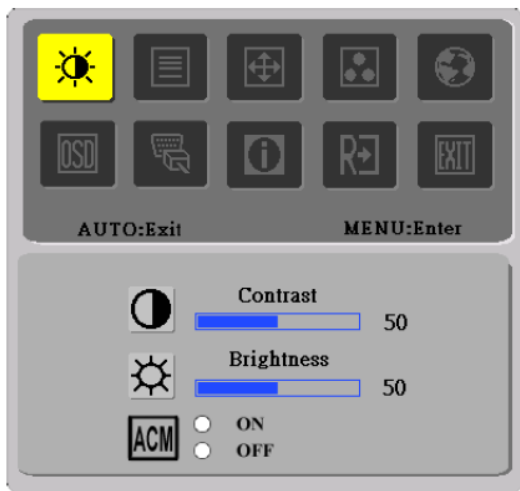 OSD R EXIT
AUTO:Exit MENU:Enter
Contrast
50
Brightness
50
ACM ON
OFF